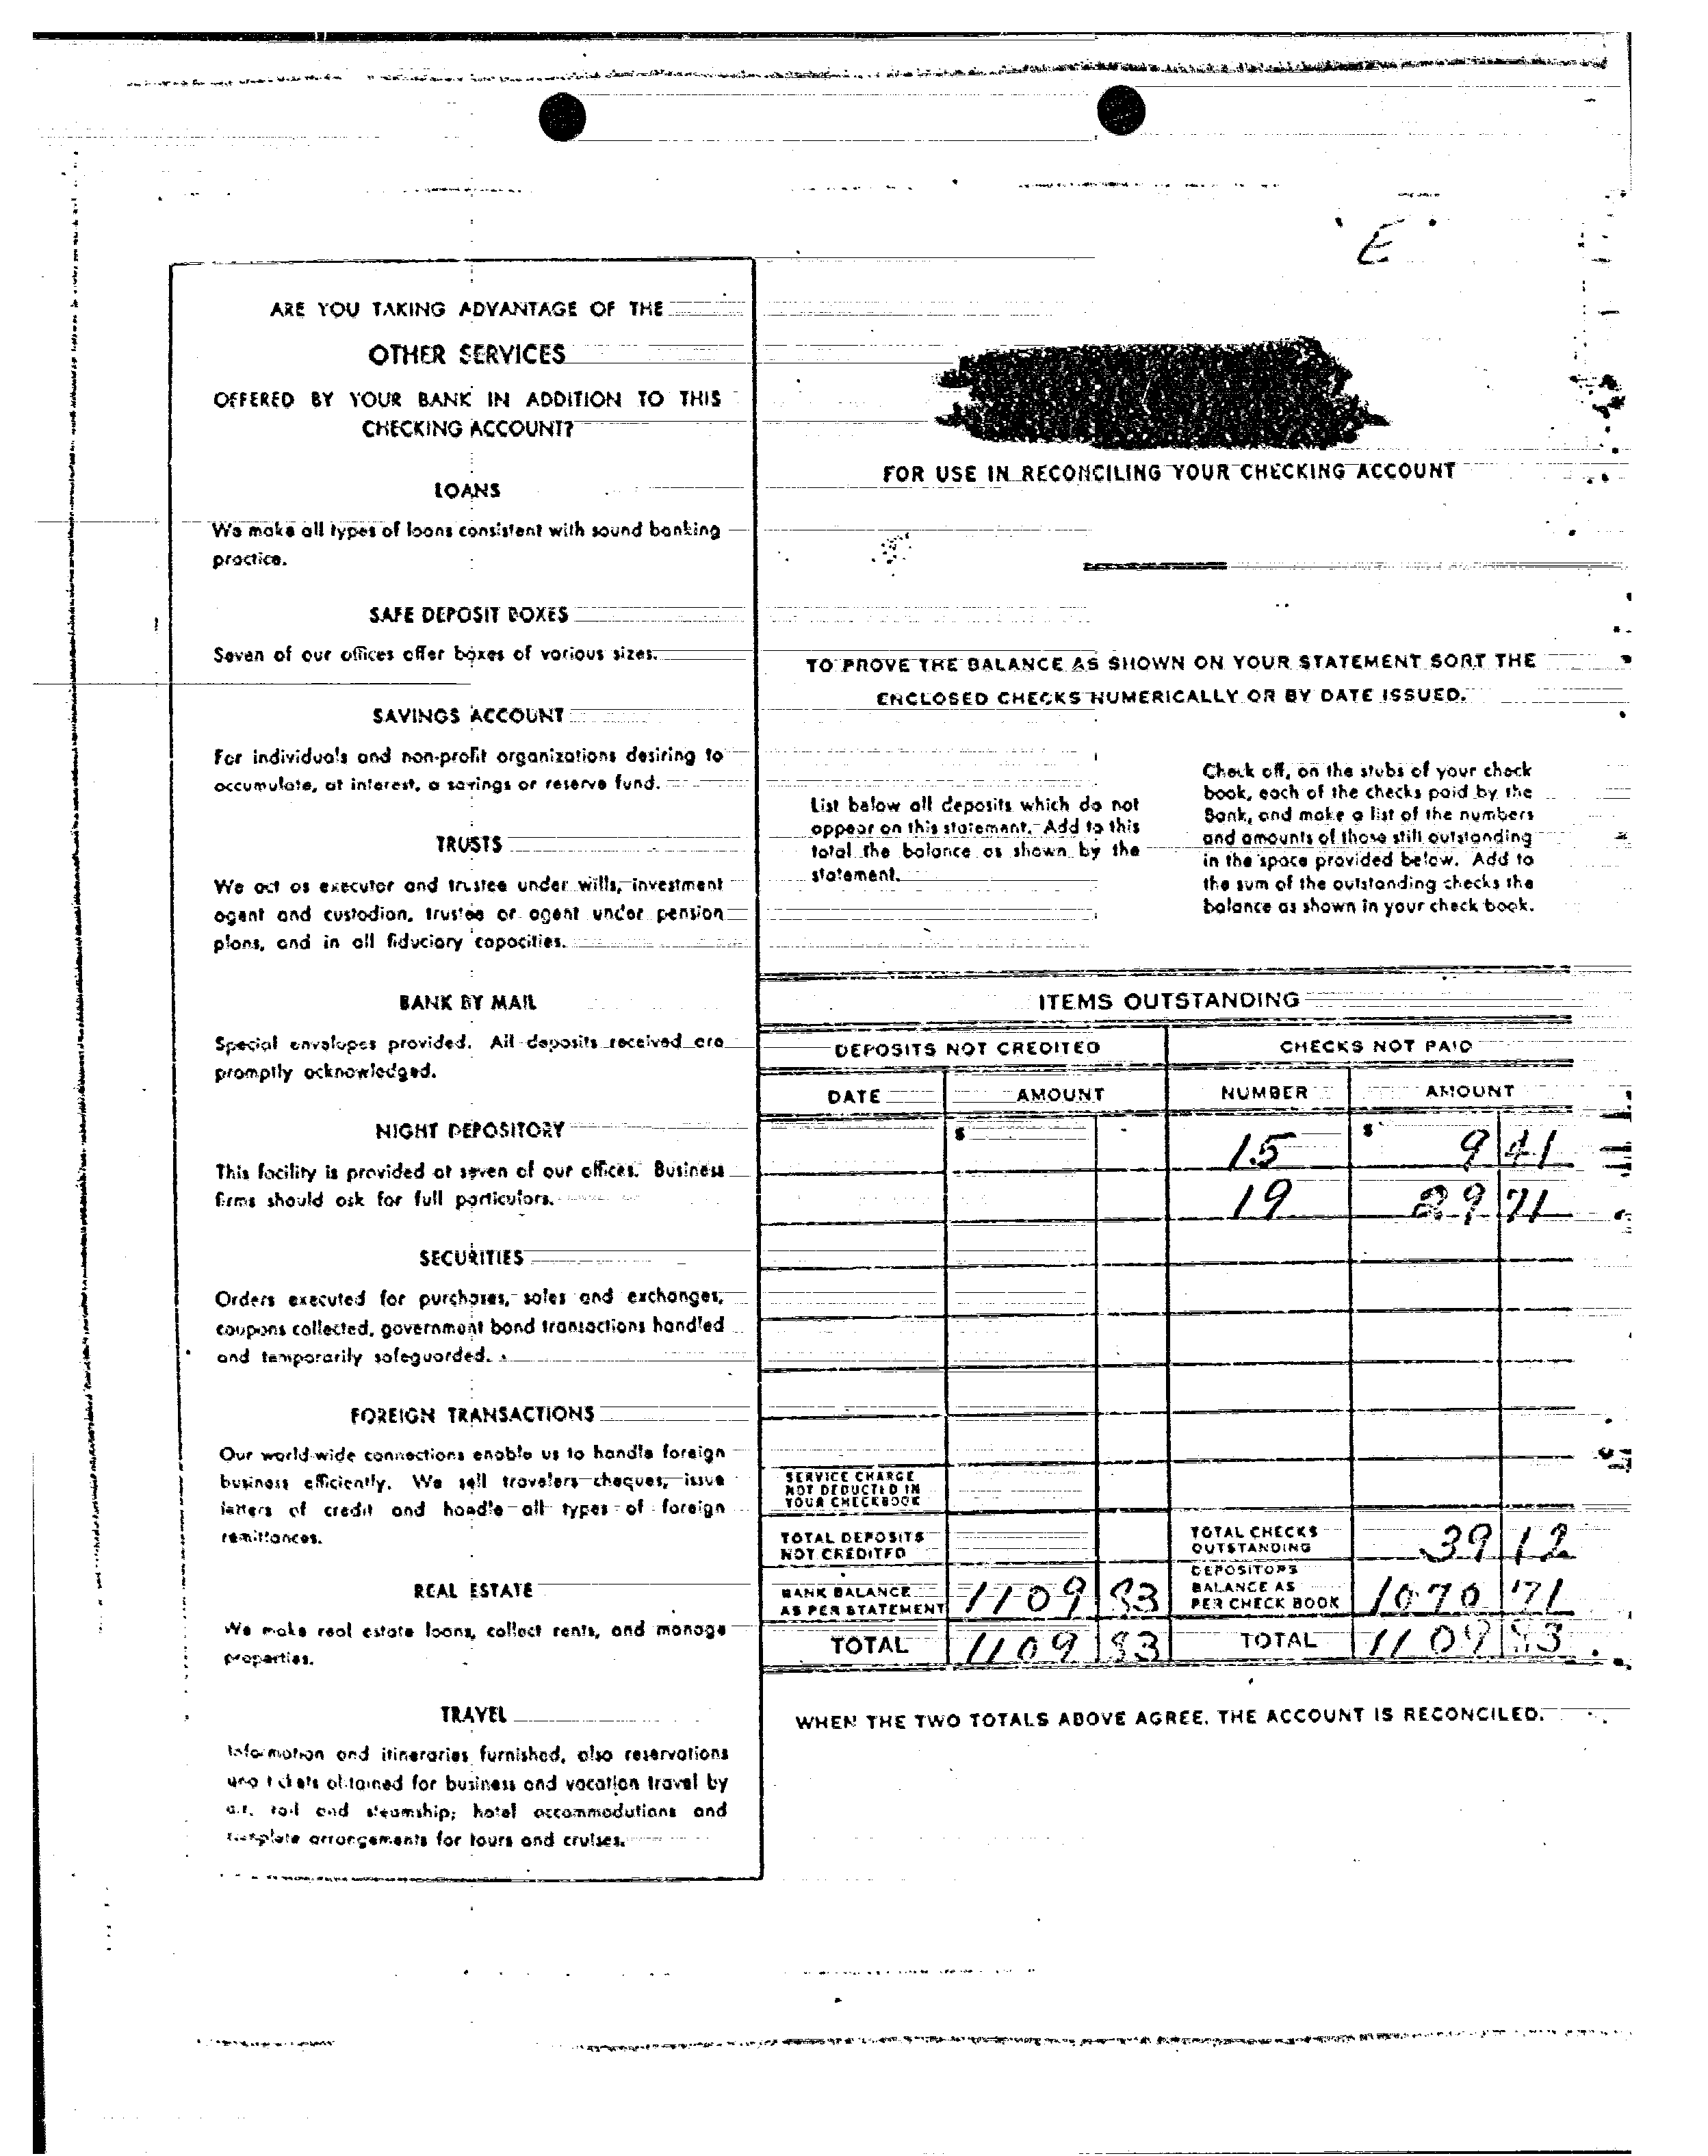 E
ARE YOU TAKING ADVANTAGE OF THE
OTHER SERVICES
OFFERED BY YOUR BANK IN ADDITION TO THIS
CHECKING ACCOUNT?
LOANS
We make all types of loans consistent with sound banking
practice.
SAFE DEPOSIT BOXES
Seven of our offices offer boxes of various sizes.
SAVINGS ACCOUNT
For individuals and non-profit organizations desiring to
accumulate, at interest, a savings or reserve fund.
TRUSTS
We act as executor and trustee under wills, investment
agent and custodian, trustee or agent under pension
plans, and in all fiduciary capacities.
BANK BY MAIL
Special envelopes provided. All deposits received are
promptly acknowledged.
NIGHT DEPOSITORY
This facility is provided at seven of our offices. Business
firms should ask for full particulars.
SECURITIES
Orders executed for purchases, sales and exchanges,
coupons collected, government bond transactions handled
and temporarily safeguarded.
FOREIGN TRANSACTIONS
Our world-wide connections enable us to handle foreign
business efficiently. We sell travelers cheques, issue
letters of credit and handle all types of foreign
remittances.
REAL ESTATE
We make real estate loans, collect rents, and manage
properties.
TRAVEL
Information and itineraries furnished, also reservations
and tickets obtained for business and vacation travel by
air, rail and steamship; hotel accommodations and
complete arrangements for tours and cruises.
FOR USE IN RECONCILING YOUR CHECKING ACCOUNT
TO PROVE THE BALANCE AS SHOWN ON YOUR STATEMENT SORT THE
ENCLOSED CHECKS NUMERICALLY OR BY DATE ISSUED.
List below all deposits which do not
appear on this statement. Add to this
total the balance as shown by the
statement.
Check off, on the stubs of your check
book, each of the checks paid by the
Bank, and make a list of the numbers
and amounts of those still outstanding
in the space provided below. Add to
the sum of the outstanding checks the
balance as shown in your check book.
ITEMS OUTSTANDING
DEPOSITS NOT CREDITED CHECKS NOT PAID
DATE AMOUNT NUMBER AMOUNT
$ 15 $ 9 41
19 29 71
SERVICE CHARGE
NOT DEDUCTED IN
YOUR CHECKBOOK
TOTAL DEPOSITS
NOT CREDITED
TOTAL CHECKS
OUTSTANDING 39 12
BANK BALANCE
AS PER STATEMENT 1109 83
DEPOSITORS
BALANCE AS
PER CHECK BOOK 1070 71
TOTAL 1109 83 TOTAL 1109 83
WHEN THE TWO TOTALS ABOVE AGREE, THE ACCOUNT IS RECONCILED.